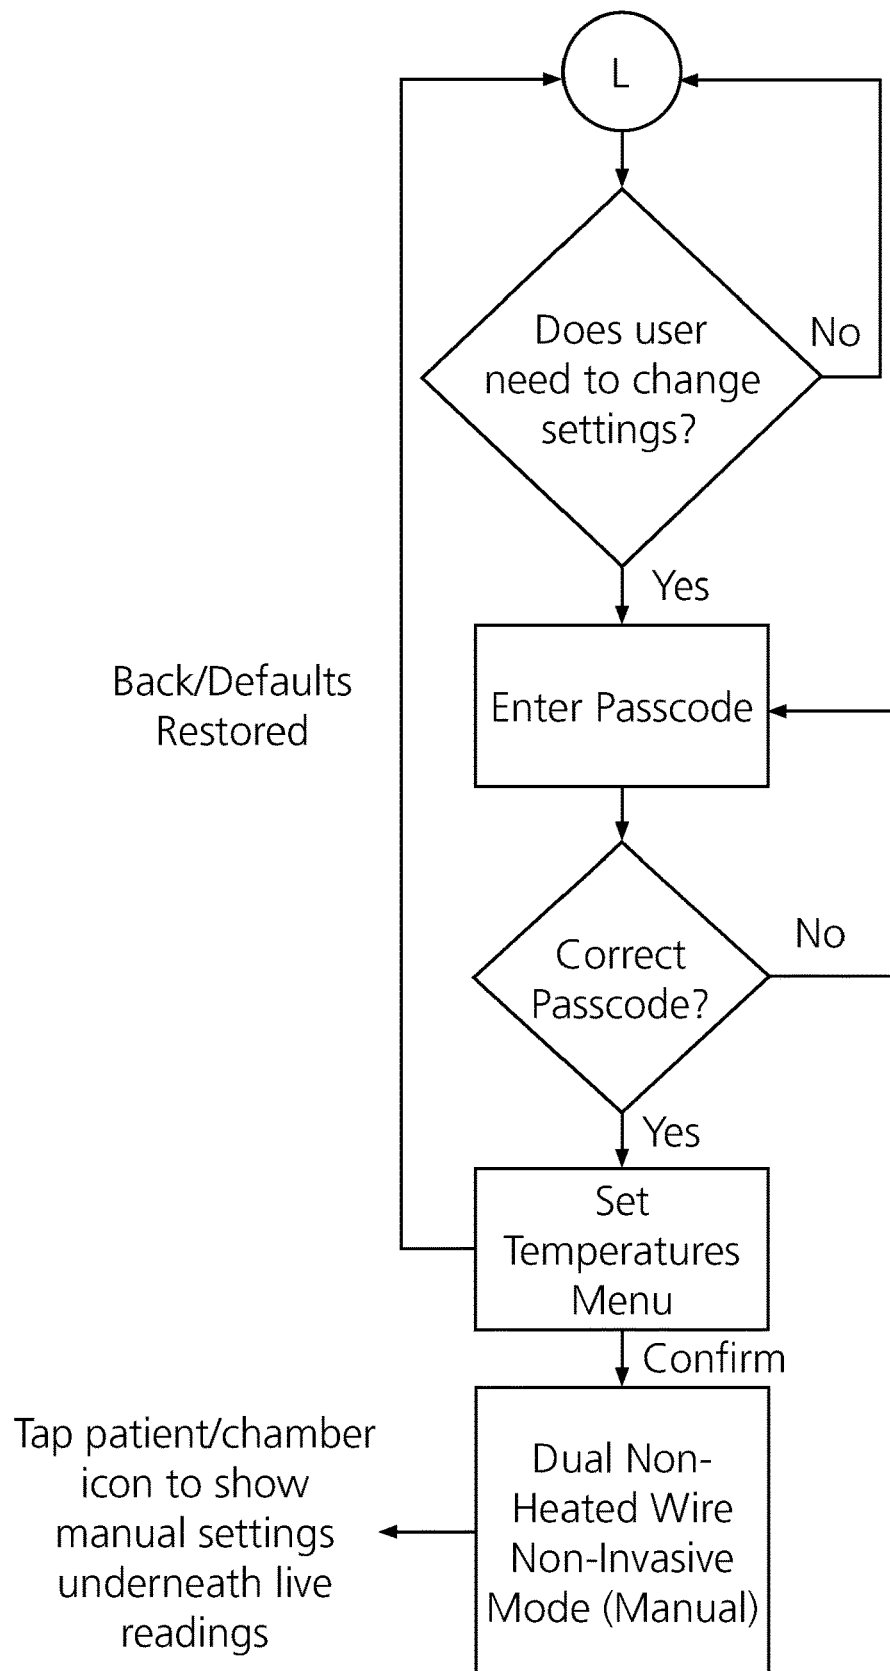 L
Does user
need to change
settings?
No
Yes
Back/Defaults
Restored
Enter Passcode
Correct
Passcode?
No
Yes
Set
Temperatures
Menu
Confirm
Tap patient/chamber
icon to show
manual settings
underneath live
readings
Dual Non-
Heated Wire
Non-Invasive
Mode (Manual)